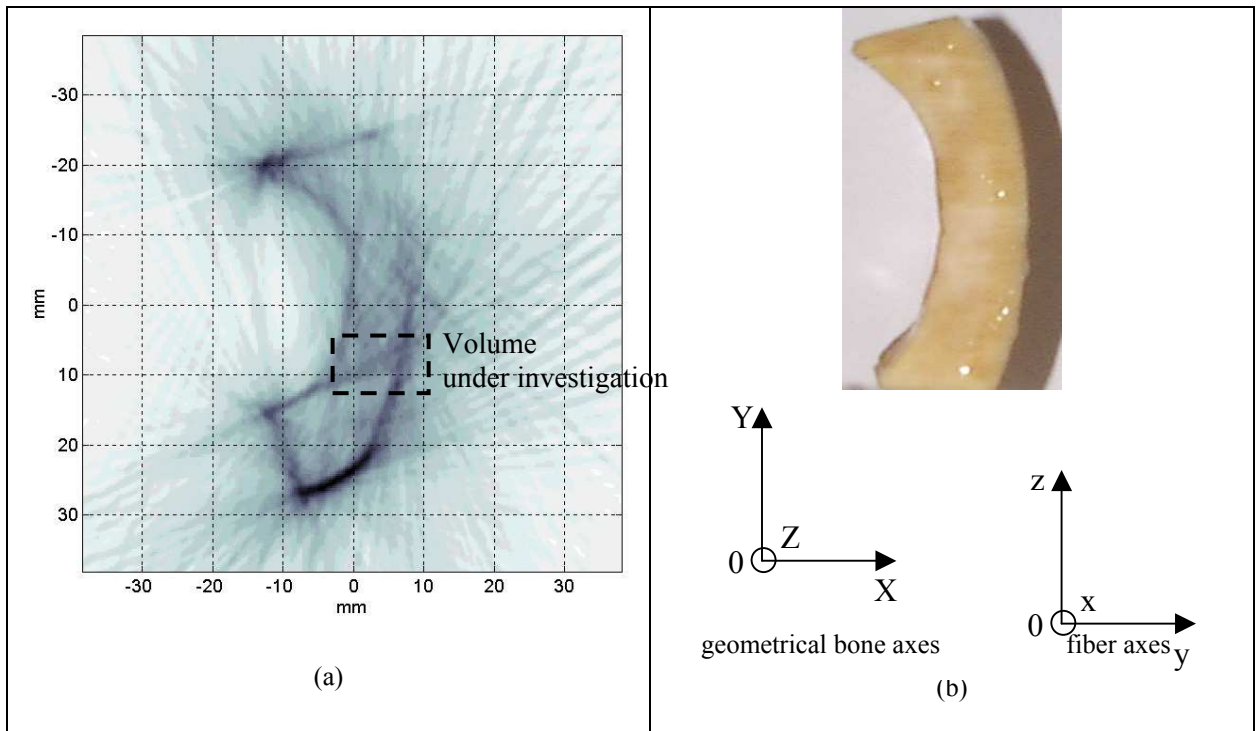 -30
-20
-10
0
10
20
30
mm
-30 -20 -10 0 10 20 30
mm
Volume
under investigation
(a)
Y
Z
0
X
geometrical bone axes
z
x
0
y
fiber axes
(b)